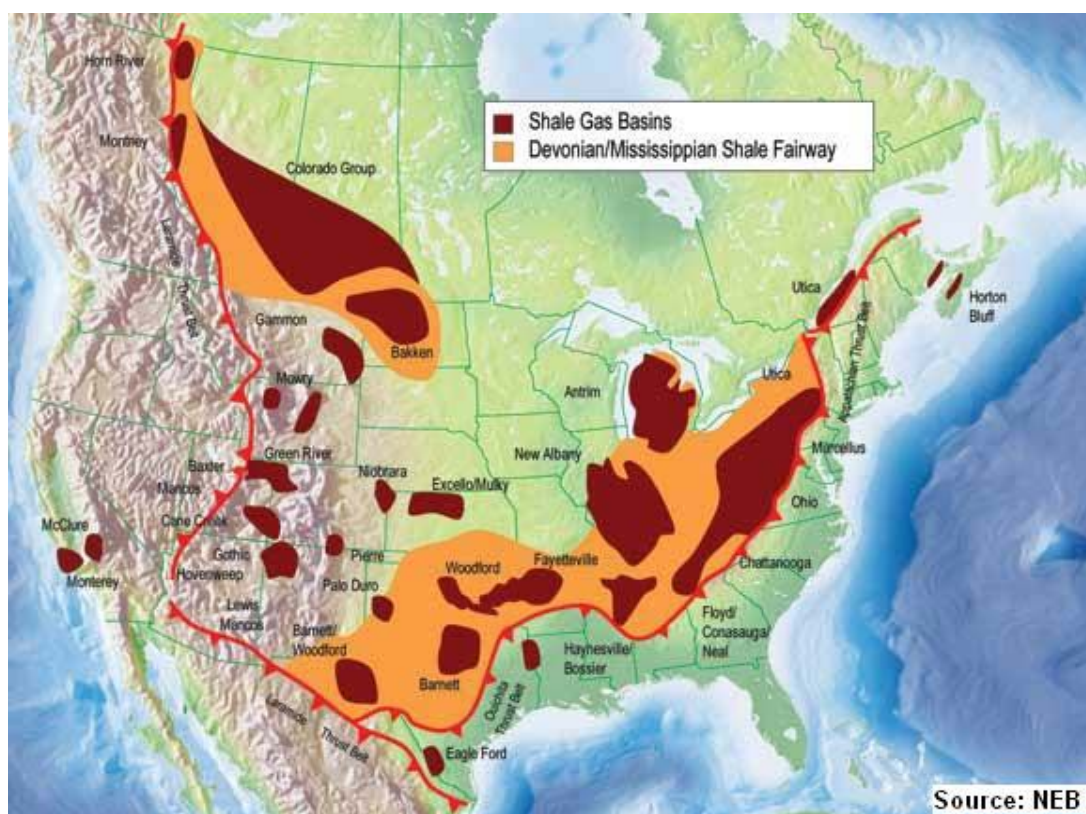 Horn River
Shale Gas Basins
Devonian/Mississippian Shale Fairway
Montney
Colorado Group
Laramide
Thrust Belt
Utica
Horton
Bluff
Appalachian Thrust Belt
Gammon
Bakken
Utica
Antrim
Mowry
Marcellus
Green River
New Albany
Baxter
Mancos
Niobrara
Excello/Mulky
Ohio
McClure
Cane Creek
Gothic
Hovenweep
Pierre
Fayetteville
Woodford
Chattanooga
Monterey
Palo Duro
Lewis
Mancos
Barnett/
Woodford
Floyd/
Conasauga/
Neal
Haynesville/
Bossier
Barnett
Ouichita
Thrust Belt
Laramide
Thrust Belt
Eagle Ford
Source: NEB